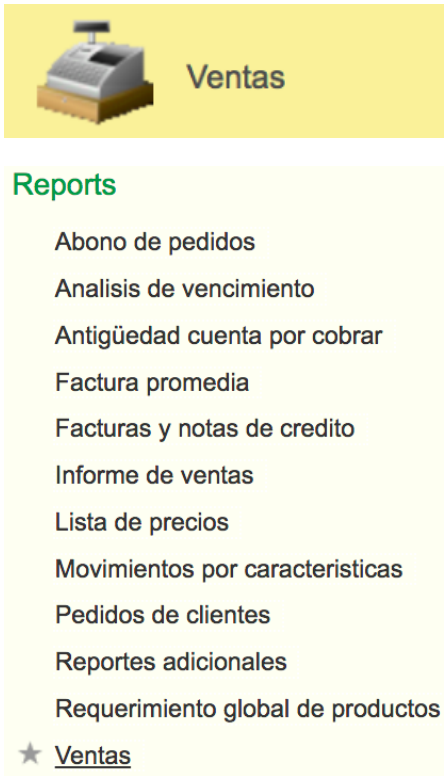 Ventas
Reports
Abono de pedidos
Analisis de vencimiento
Antigüedad cuenta por cobrar
Factura promedia
Facturas y notas de credito
Informe de ventas
Lista de precios
Movimientos por caracteristicas
Pedidos de clientes
Reportes adicionales
Requerimiento global de productos
Ventas